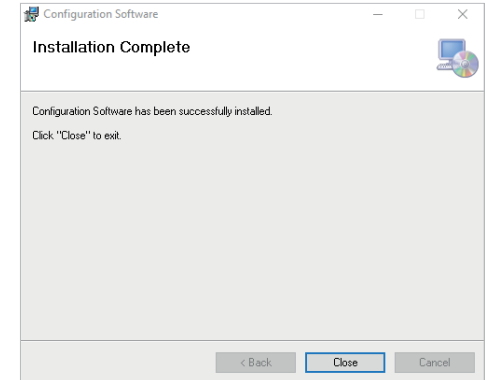 Configuration Software
Installation Complete
Configuration Software has been successfully installed.
Click "Close" to exit.
< Back
Close
Cancel